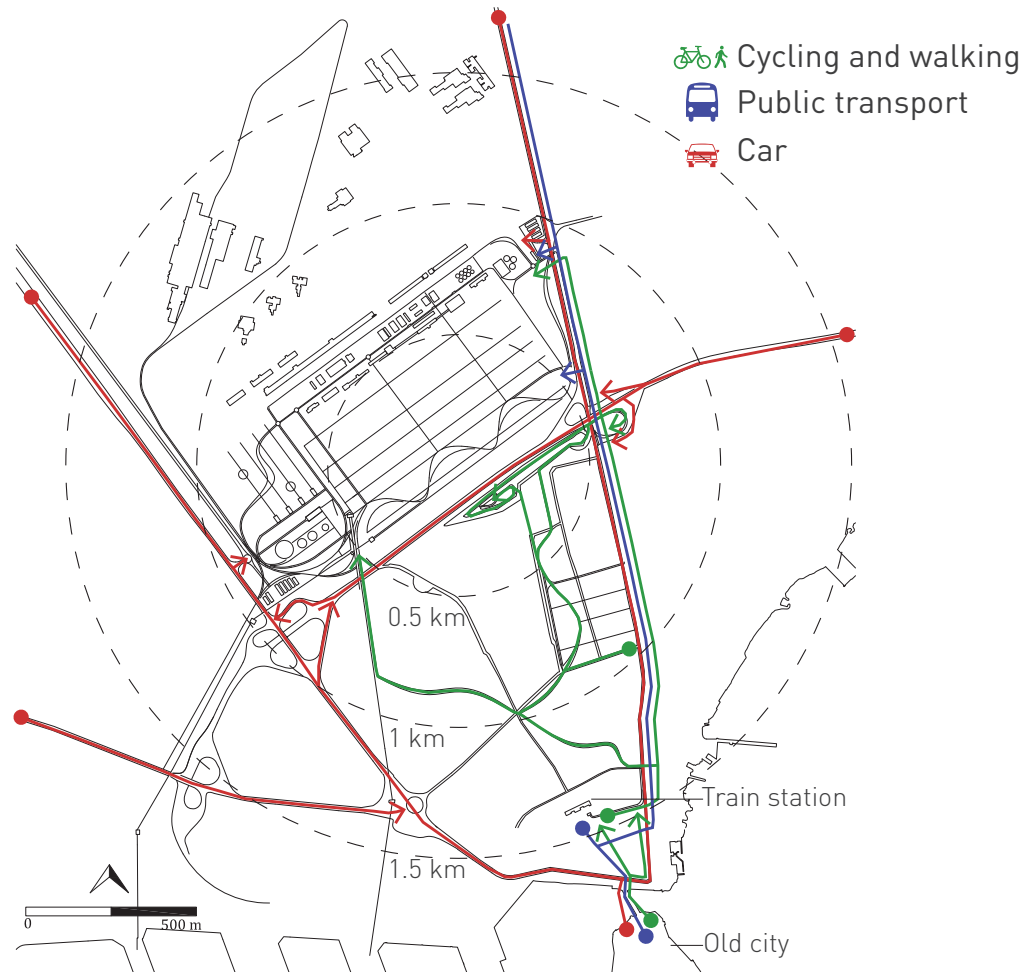 Cycling and walking
Public transport
Car
0.5 km
1 km
Train station
1.5 km
0
500 m
Old city